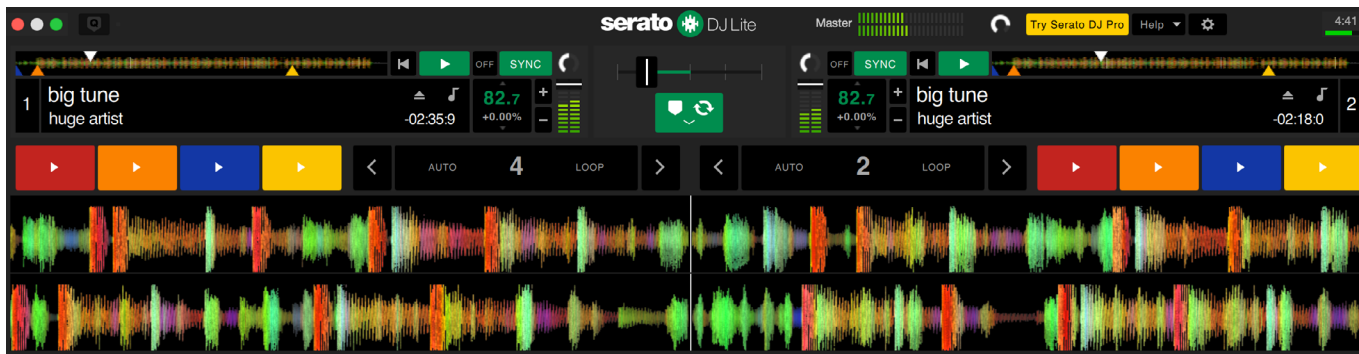 serato DJ Lite Master Try Serato DJ Pro Help 4:41
OFF SYNC OFF SYNC
1 big tune 82.7 + 82.7 + big tune 2
huge artist -02:35:9 +0.00% − +0.00% − huge artist -02:18:0
< AUTO 4 LOOP > < AUTO 2 LOOP >